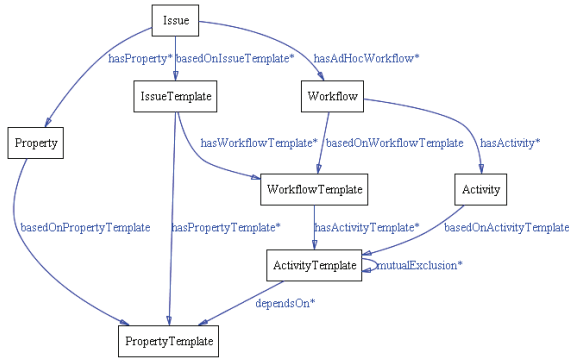 Issue
hasProperty*
basedOnIssueTemplate*
hasAdHocWorkflow*
IssueTemplate
Workflow
Property
hasWorkflowTemplate*
basedOnWorkflowTemplate
hasActivity*
WorkflowTemplate
Activity
basedOnPropertyTemplate
hasPropertyTemplate*
hasActivityTemplate*
basedOnActivityTemplate
ActivityTemplate
mutualExclusion*
dependsOn*
PropertyTemplate